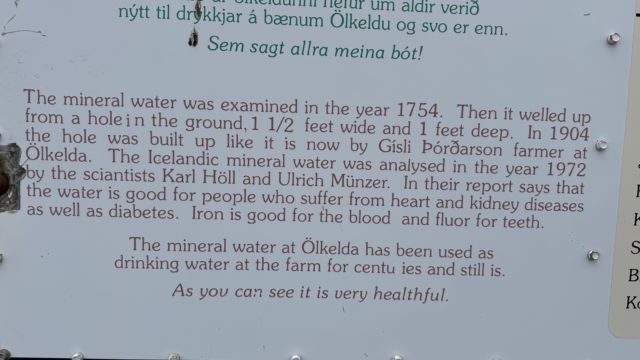 ölkeldunni hefur um aldir verið
nýtt til drykkjar á bænum Ölkeldu og svo er enn.
Sem sagt allra meina bót!
The mineral water was examined in the year 1754. Then it welled up
from a hole in the ground, 1 1/2 feet wide and 1 feet deep. In 1904
the hole was built up like it is now by Gisli Þórðarson farmer at
Ölkelda. The Icelandic mineral water was analysed in the year 1972
by the scientists Karl Höll and Ulrich Münzer. In their report says that
the water is good for people who suffer from heart and kidney diseases
as well as diabetes. Iron is good for the blood and fluor for teeth.
The mineral water at Ölkelda has been used as
drinking water at the farm for centu ies and still is.
As you can see it is very healthful.